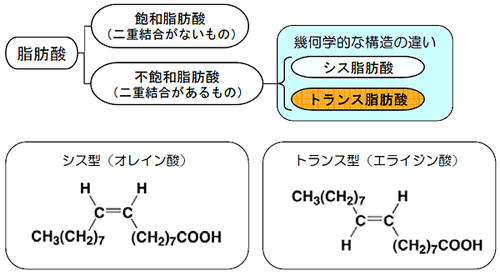 脂肪酸
飽和脂肪酸
（二重結合がないもの）
不飽和脂肪酸
（二重結合があるもの）
幾何学的な構造の違い
シス脂肪酸
トランス脂肪酸
シス型（オレイン酸）
H H
C=C
CH3(CH2)7 (CH2)7COOH
トランス型（エライジン酸）
CH3(CH2)7 H
C=C
H (CH2)7COOH